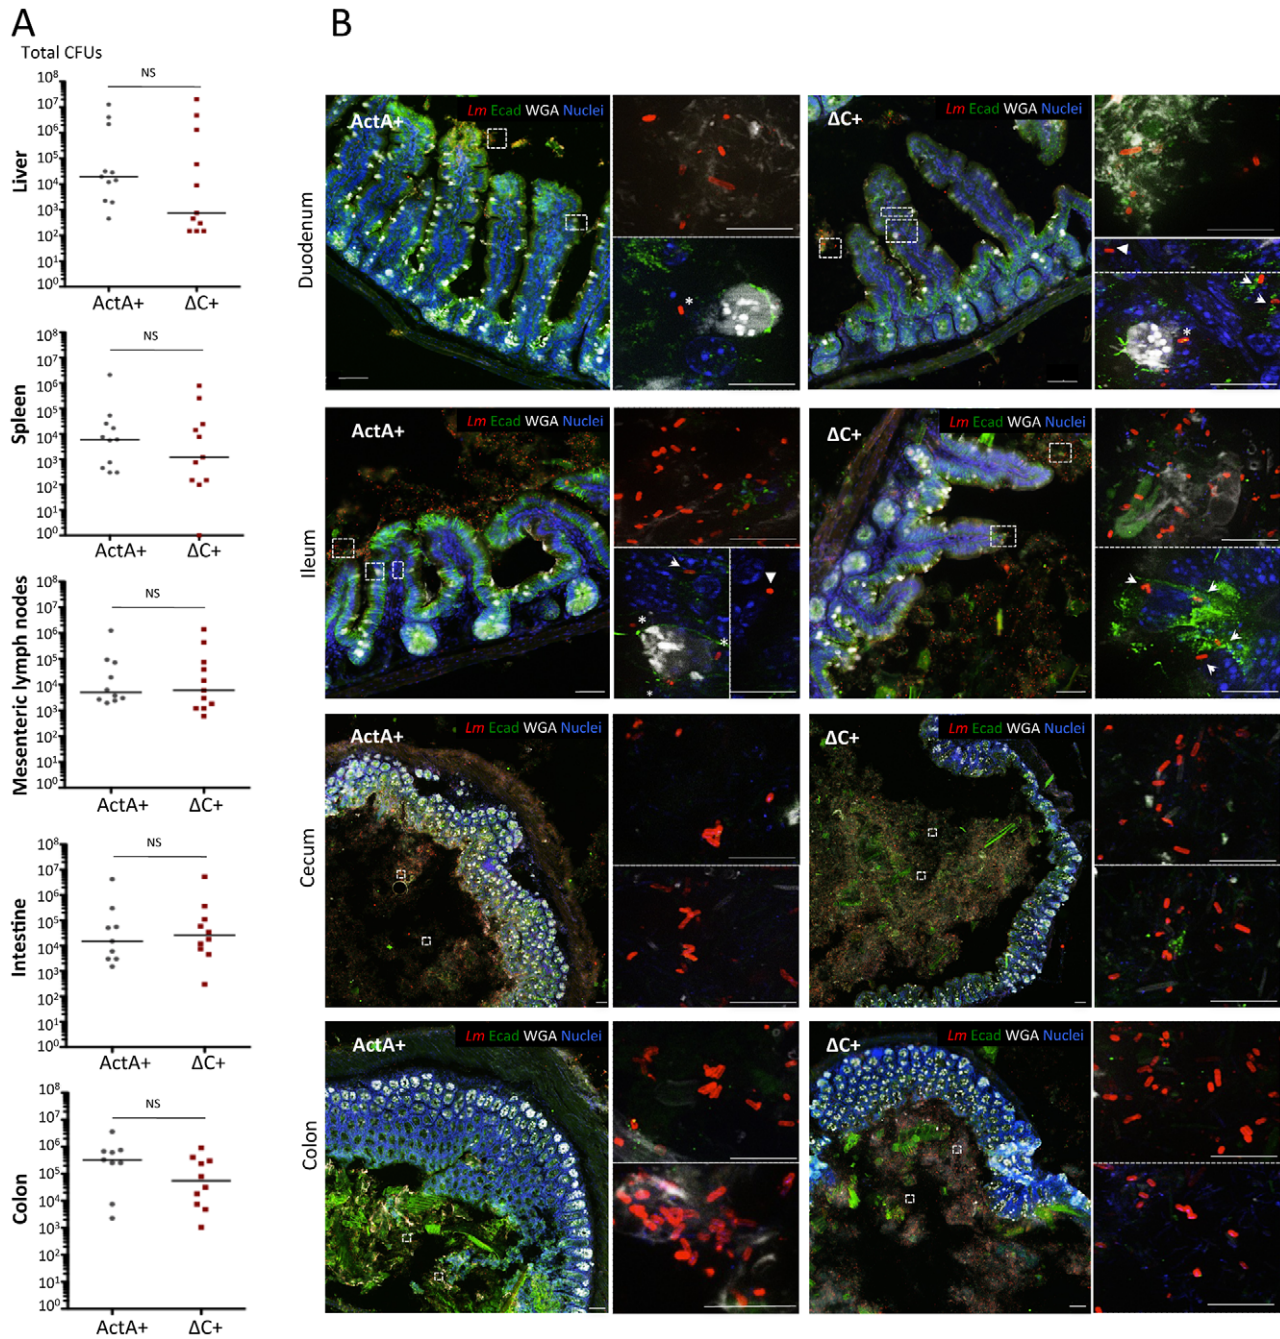 A
B
Total CFUs
Liver
10⁸
10⁷
10⁶
10⁵
10⁴
10³
10²
10¹
10⁰
NS
ActA+ ΔC+
Spleen
10⁸
10⁷
10⁶
10⁵
10⁴
10³
10²
10¹
10⁰
NS
ActA+ ΔC+
Mesenteric lymph nodes
10⁸
10⁷
10⁶
10⁵
10⁴
10³
10²
10¹
10⁰
NS
ActA+ ΔC+
Intestine
10⁸
10⁷
10⁶
10⁵
10⁴
10³
10²
10¹
10⁰
NS
ActA+ ΔC+
Colon
10⁸
10⁷
10⁶
10⁵
10⁴
10³
10²
10¹
10⁰
NS
ActA+ ΔC+
Duodenum
Lm Ecad WGA Nuclei
ActA+
*
Lm Ecad WGA Nuclei
ΔC+
*
Ileum
Lm Ecad WGA Nuclei
ActA+
*
*
*
Lm Ecad WGA Nuclei
ΔC+
Cecum
Lm Ecad WGA Nuclei
ActA+
Lm Ecad WGA Nuclei
ΔC+
Colon
Lm Ecad WGA Nuclei
ActA+
Lm Ecad WGA Nuclei
ΔC+